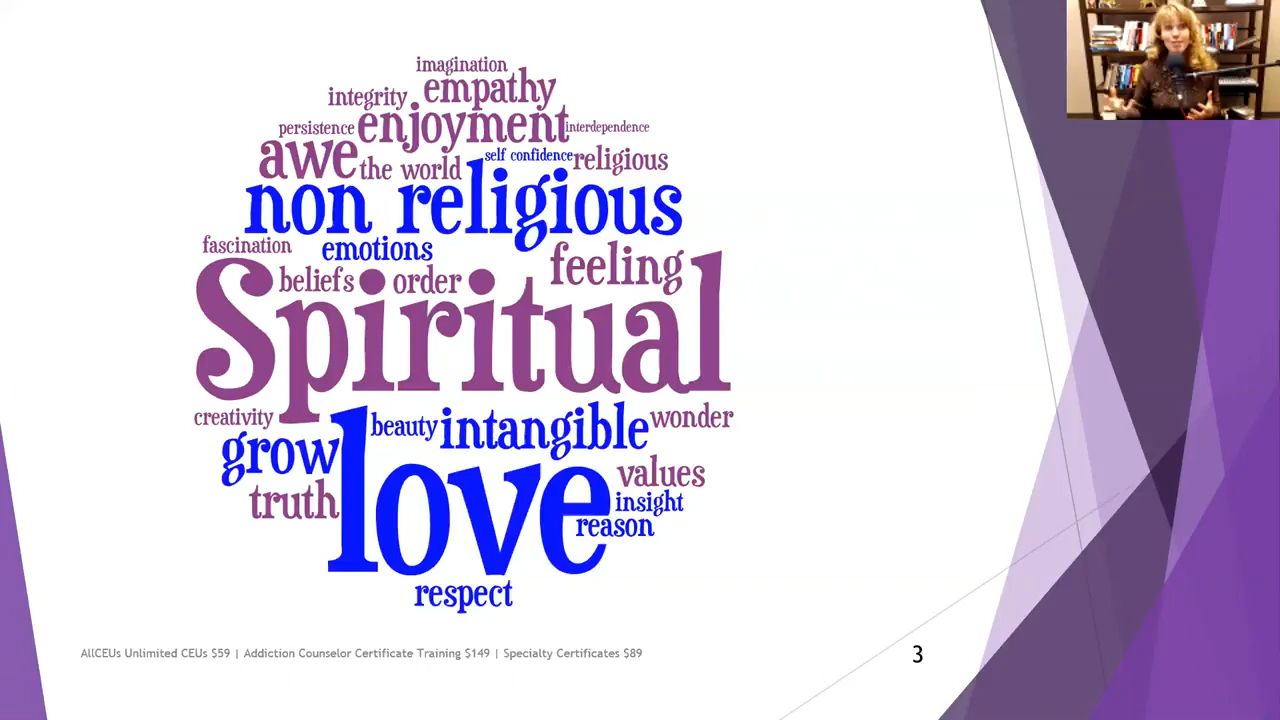 imagination
integrity empathy
persistence enjoyment interdependence
awe the world self confidence religious
non religious
fascination emotions feeling
beliefs order
Spiritual
creativity beauty intangible wonder
grow love values
truth insight
reason
respect
AllCEUs Unlimited CEUs $59 | Addiction Counselor Certificate Training $149 | Specialty Certificates $89
3